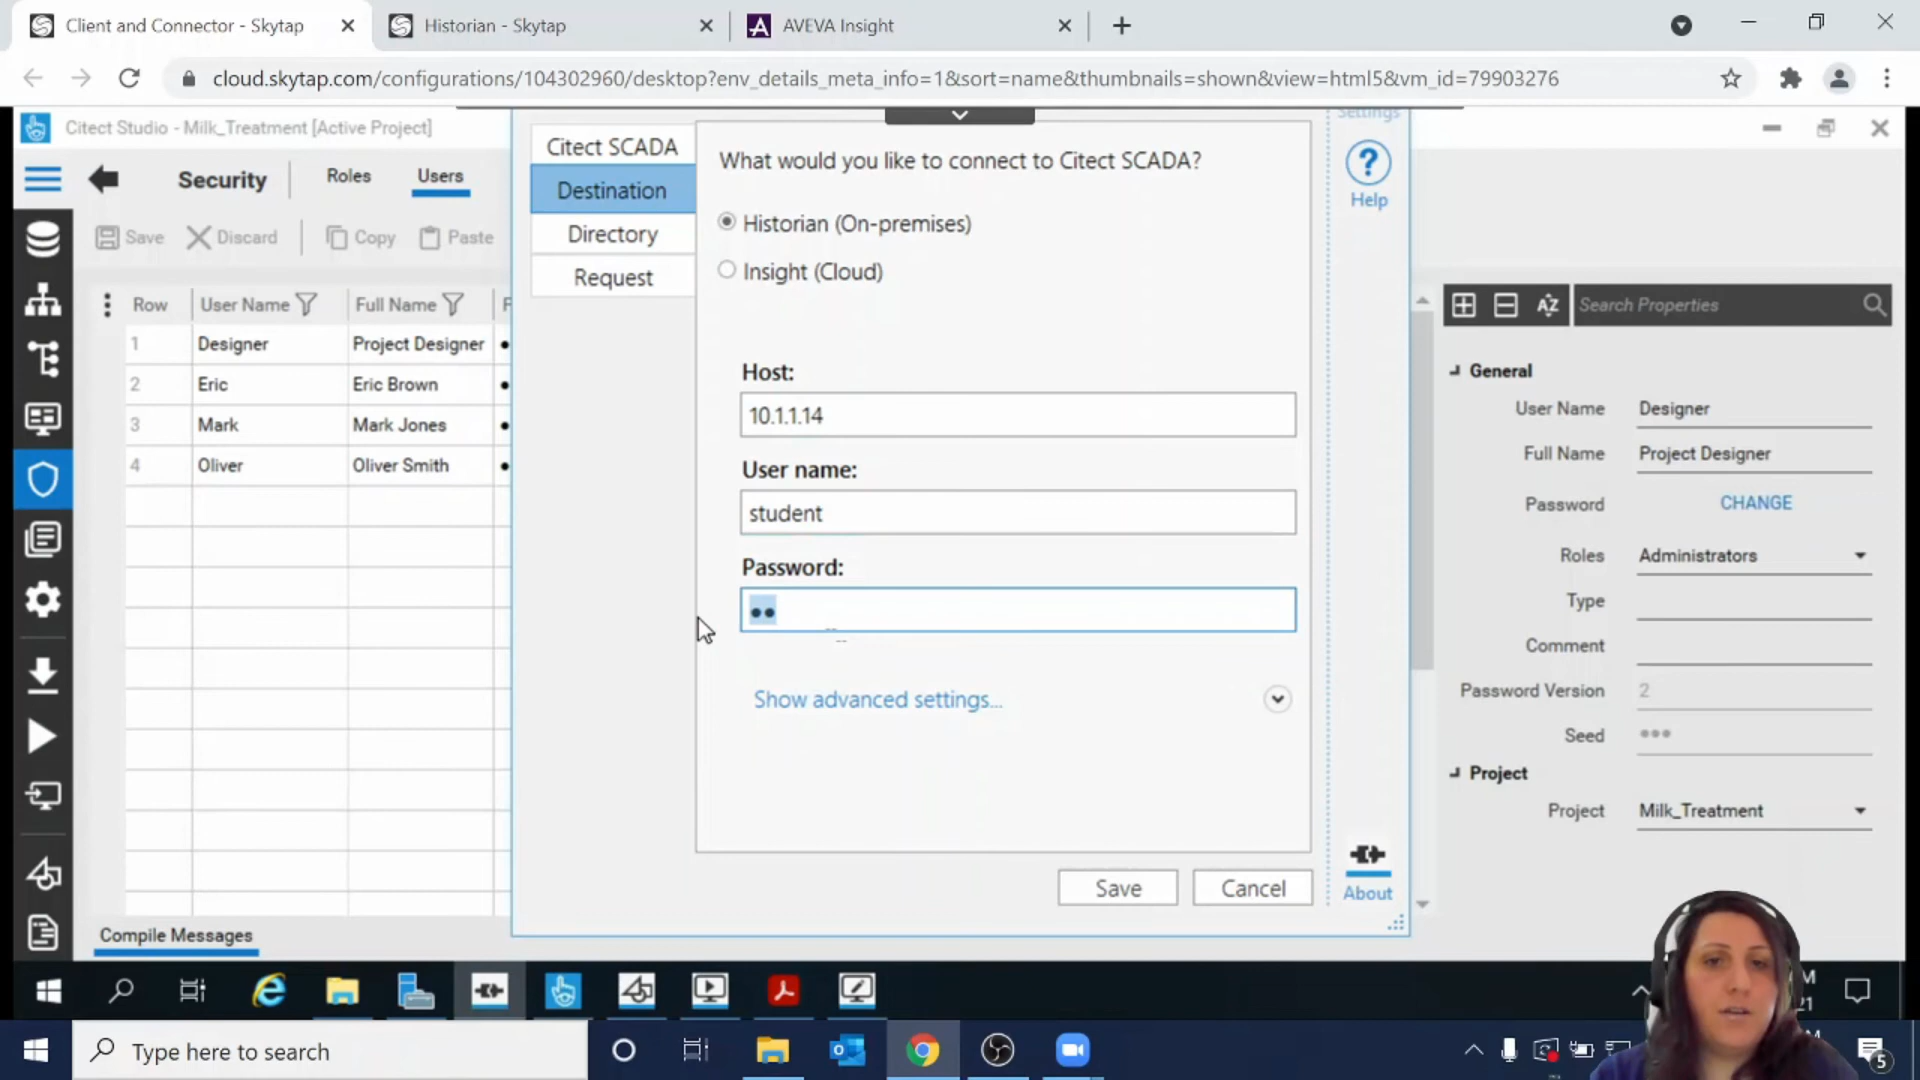 Client and Connector - Skytap
Historian - Skytap
AVEVA Insight
cloud.skytap.com/configurations/104302960/desktop?env_details_meta_info=1&sort=name&thumbnails=shown&view=html5&vm_id=79903276
Citect Studio - Milk_Treatment [Active Project]
Security
Roles
Users
Save
Discard
Copy
Paste
Row
User Name
Full Name
1 Designer Project Designer
2 Eric Eric Brown
3 Mark Mark Jones
4 Oliver Oliver Smith
Compile Messages
Citect SCADA
Destination
Directory
Request
What would you like to connect to Citect SCADA?
Historian (On-premises)
Insight (Cloud)
Host:
10.1.1.14
User name:
student
Password:
Show advanced settings...
Save
Cancel
Settings
Help
About
Search Properties
General
User Name Designer
Full Name Project Designer
Password CHANGE
Roles Administrators
Type
Comment
Password Version 2
Seed
Project
Project Milk_Treatment
Type here to search
5